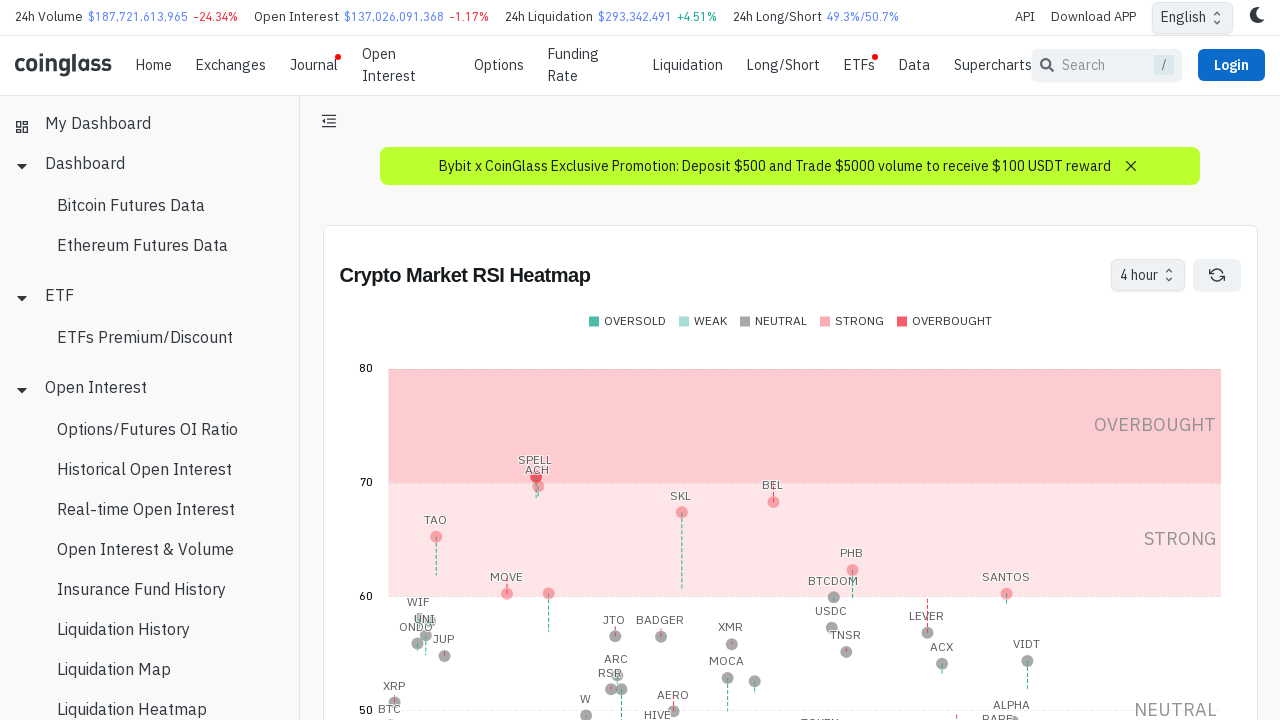 24h Volume $187,721,613,965 -24.34% Open Interest $137,026,091,368 -1.17% 24h Liquidation $293,342,491 +4.51% 24h Long/Short 49.3%/50.7% API Download APP English
coinglass Home Exchanges Journal Open Interest Options Funding Rate Liquidation Long/Short ETFs Data Supercharts Search / Login
My Dashboard
Dashboard
Bitcoin Futures Data
Ethereum Futures Data
ETF
ETFs Premium/Discount
Open Interest
Options/Futures OI Ratio
Historical Open Interest
Real-time Open Interest
Open Interest & Volume
Insurance Fund History
Liquidation History
Liquidation Map
Liquidation Heatmap
Bybit x CoinGlass Exclusive Promotion: Deposit $500 and Trade $5000 volume to receive $100 USDT reward
Crypto Market RSI Heatmap 4 hour
OVERSOLD WEAK NEUTRAL STRONG OVERBOUGHT
80
OVERBOUGHT
SPELL
ACH
70
BEL
SKL
TAO
STRONG
PHB
MOVE
BTCDOM
SANTOS
60
WIF
SUBC
LEVER
UNI
JTO
BADGER
ONDO
XMR
TNSR
JUP
ACX
VIDT
ARC
MOCA
RSR
XRP
AERO
W
ALPHA
BTC
50
NEUTRAL
HIVE